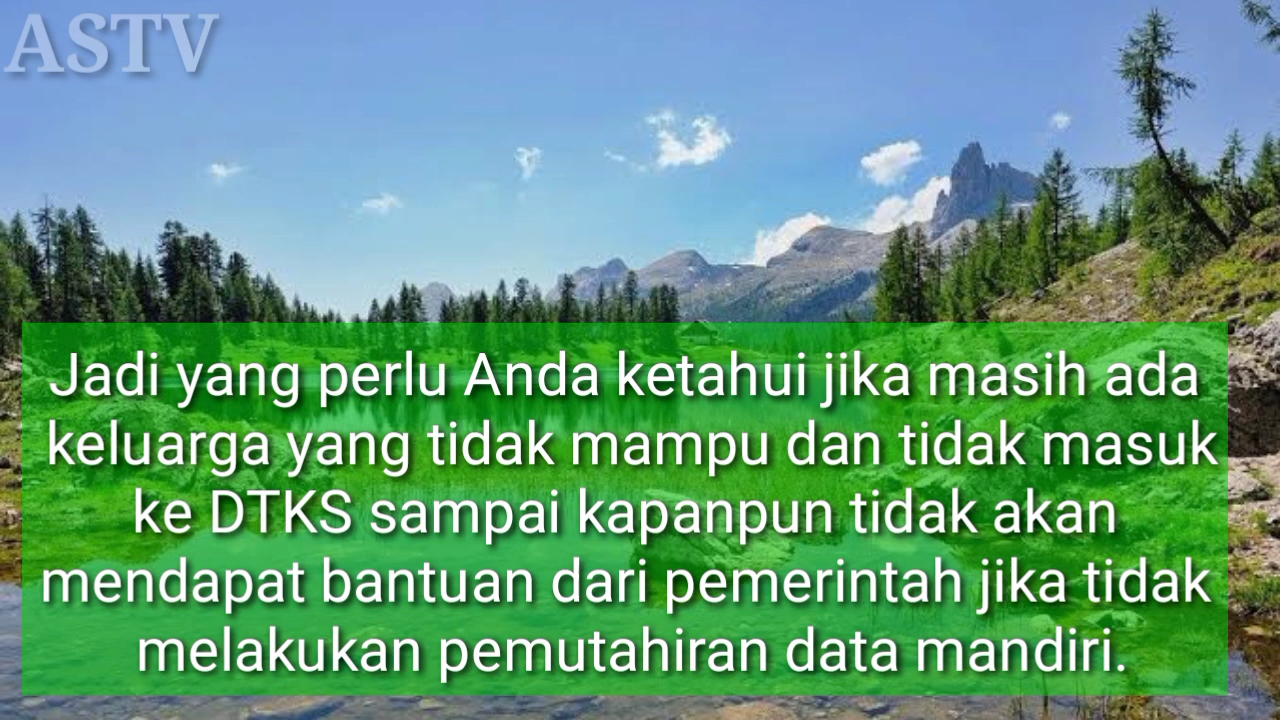 ASTV
Jadi yang perlu Anda ketahui jika masih ada
keluarga yang tidak mampu dan tidak masuk
ke DTKS sampai kapanpun tidak akan
mendapat bantuan dari pemerintah jika tidak
melakukan pemutahiran data mandiri.